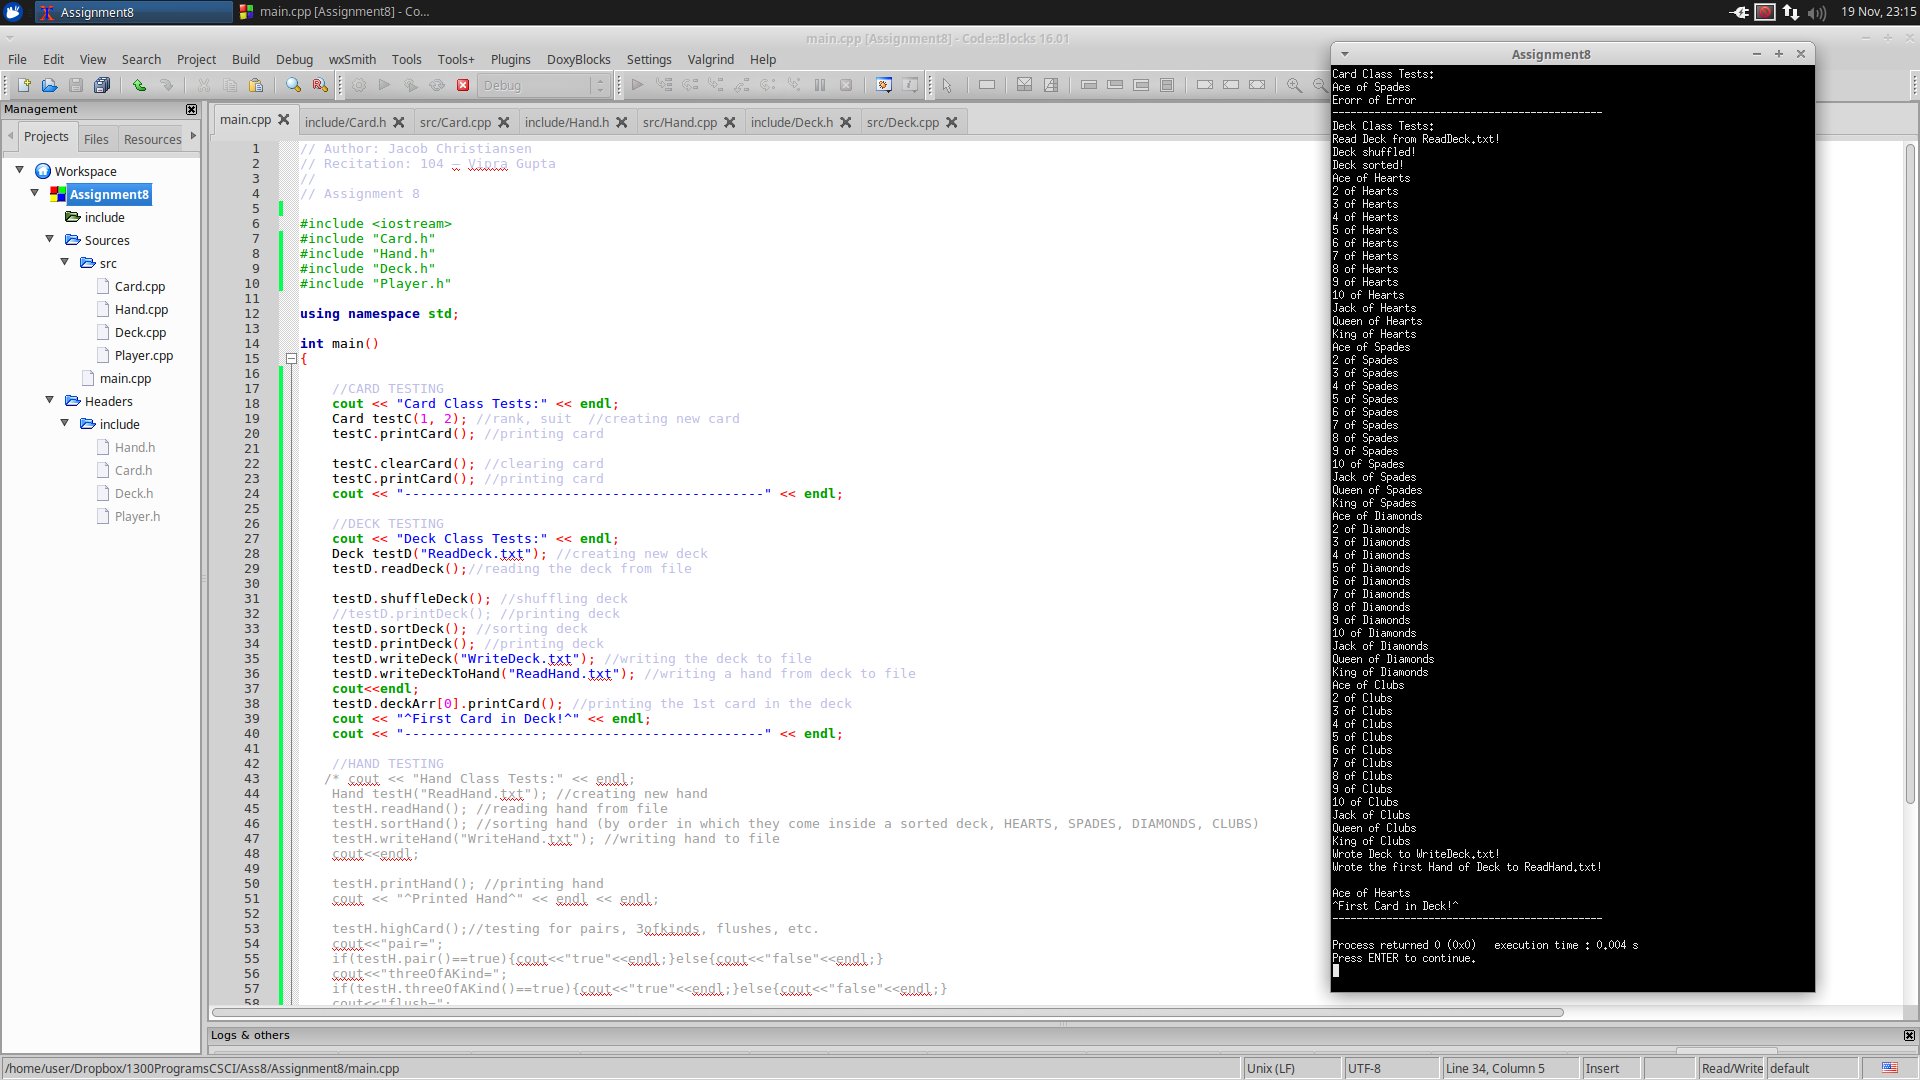 Assignment8
main.cpp [Assignment8] - Co...
19 Nov, 23:15
main.cpp [Assignment8] - Code::Blocks 16.01
File Edit View Search Project Build Debug wxSmith Tools Tools+ Plugins DoxyBlocks Settings Valgrind Help
Debug
Management
Projects Files Resources
Workspace
Assignment8
include
Sources
src
Card.cpp
Hand.cpp
Deck.cpp
Player.cpp
main.cpp
Headers
include
Hand.h
Card.h
Deck.h
Player.h
main.cpp include/Card.h src/Card.cpp include/Hand.h src/Hand.cpp include/Deck.h src/Deck.cpp
1 // Author: Jacob Christiansen
2 // Recitation: 104 – Vipra Gupta
3 //
4 // Assignment 8
5
6 #include <iostream>
7 #include "Card.h"
8 #include "Hand.h"
9 #include "Deck.h"
10 #include "Player.h"
11
12 using namespace std;
13
14 int main()
15 {
16
17 //CARD TESTING
18 cout << "Card Class Tests:" << endl;
19 Card testC(1, 2); //rank, suit  //creating new card
20 testC.printCard(); //printing card
21
22 testC.clearCard(); //clearing card
23 testC.printCard(); //printing card
24 cout << "---------------------------------------------" << endl;
25
26 //DECK TESTING
27 cout << "Deck Class Tests:" << endl;
28 Deck testD("ReadDeck.txt"); //creating new deck
29 testD.readDeck();//reading the deck from file
30
31 testD.shuffleDeck(); //shuffling deck
32 //testD.printDeck(); //printing deck
33 testD.sortDeck(); //sorting deck
34 testD.printDeck(); //printing deck
35 testD.writeDeck("WriteDeck.txt"); //writing the deck to file
36 testD.writeDeckToHand("ReadHand.txt"); //writing a hand from deck to file
37 cout<<endl;
38 testD.deckArr[0].printCard(); //printing the 1st card in the deck
39 cout << "^First Card in Deck!^" << endl;
40 cout << "---------------------------------------------" << endl;
41
42 //HAND TESTING
43 /* cout << "Hand Class Tests:" << endl;
44 Hand testH("ReadHand.txt"); //creating new hand
45 testH.readHand(); //reading hand from file
46 testH.sortHand(); //sorting hand (by order in which they come inside a sorted deck, HEARTS, SPADES, DIAMONDS, CLUBS)
47 testH.writeHand("WriteHand.txt"); //writing hand to file
48 cout<<endl;
49
50 testH.printHand(); //printing hand
51 cout << "^Printed Hand^" << endl << endl;
52
53 testH.highCard();//testing for pairs, 3ofkinds, flushes, etc.
54 cout<<"pair=";
55 if(testH.pair()==true){cout<<"true"<<endl;}else{cout<<"false"<<endl;}
56 cout<<"threeOfAKind=";
57 if(testH.threeOfAKind()==true){cout<<"true"<<endl;}else{cout<<"false"<<endl;}
58 cout<<"flush=";
Assignment8
Card Class Tests:
Ace of Spades
Erorr of Error
---------------------------------------------
Deck Class Tests:
Read Deck from ReadDeck.txt!
Deck shuffled!
Deck sorted!
Ace of Hearts
2 of Hearts
3 of Hearts
4 of Hearts
5 of Hearts
6 of Hearts
7 of Hearts
8 of Hearts
9 of Hearts
10 of Hearts
Jack of Hearts
Queen of Hearts
King of Hearts
Ace of Spades
2 of Spades
3 of Spades
4 of Spades
5 of Spades
6 of Spades
7 of Spades
8 of Spades
9 of Spades
10 of Spades
Jack of Spades
Queen of Spades
King of Spades
Ace of Diamonds
2 of Diamonds
3 of Diamonds
4 of Diamonds
5 of Diamonds
6 of Diamonds
7 of Diamonds
8 of Diamonds
9 of Diamonds
10 of Diamonds
Jack of Diamonds
Queen of Diamonds
King of Diamonds
Ace of Clubs
2 of Clubs
3 of Clubs
4 of Clubs
5 of Clubs
6 of Clubs
7 of Clubs
8 of Clubs
9 of Clubs
10 of Clubs
Jack of Clubs
Queen of Clubs
King of Clubs
Wrote Deck to WriteDeck.txt!
Wrote the first Hand of Deck to ReadHand.txt!

Ace of Hearts
^First Card in Deck!^
---------------------------------------------

Process returned 0 (0x0)   execution time : 0.004 s
Press ENTER to continue.
Logs & others
/home/user/Dropbox/1300ProgramsCSCI/Ass8/Assignment8/main.cpp Unix (LF) UTF-8 Line 34, Column 5 Insert Read/Write default